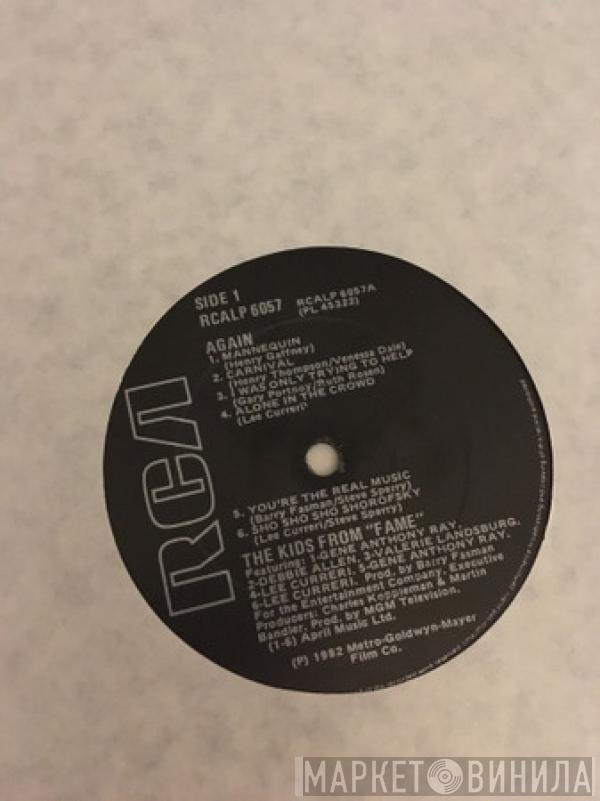 SIDE 1
RCALP 6057
RCALP 6057A
(PL 45322)
AGAIN
1. MANNEQUIN
(Henry Gaffney)
2. CARNIVAL
(Henry Thompson/Venessa Dale)
3. I WAS ONLY TRYING TO HELP
(Gary Portnoy/Ruth Rosen)
4. ALONE IN THE CROWD
(Lee Curreri)
RCA
5. YOU'RE THE REAL MUSIC
(Barry Fasman/Steve Sperry)
6. SHO SHO SHO SHOROFSKY
(Lee Curreri/Steve Sperry)
THE KIDS FROM "FAME"
Featuring: 1-GENE ANTHONY RAY.
2-DEBBIE ALLEN. 3-VALERIE LANDSBURG.
4-LEE CURRERI. 5-GENE ANTHONY RAY.
6-LEE CURRERI. Prod. by Barry Fasman
For the Entertainment Company. Executive
Producers: Charles Koppleman & Martin
Bandier. Prod. by MGM Television.
(1-6) April Music Ltd.
(P) 1982 Metro-Goldwyn-Mayer
Film Co.
МАРКЕТ ВИНИЛА